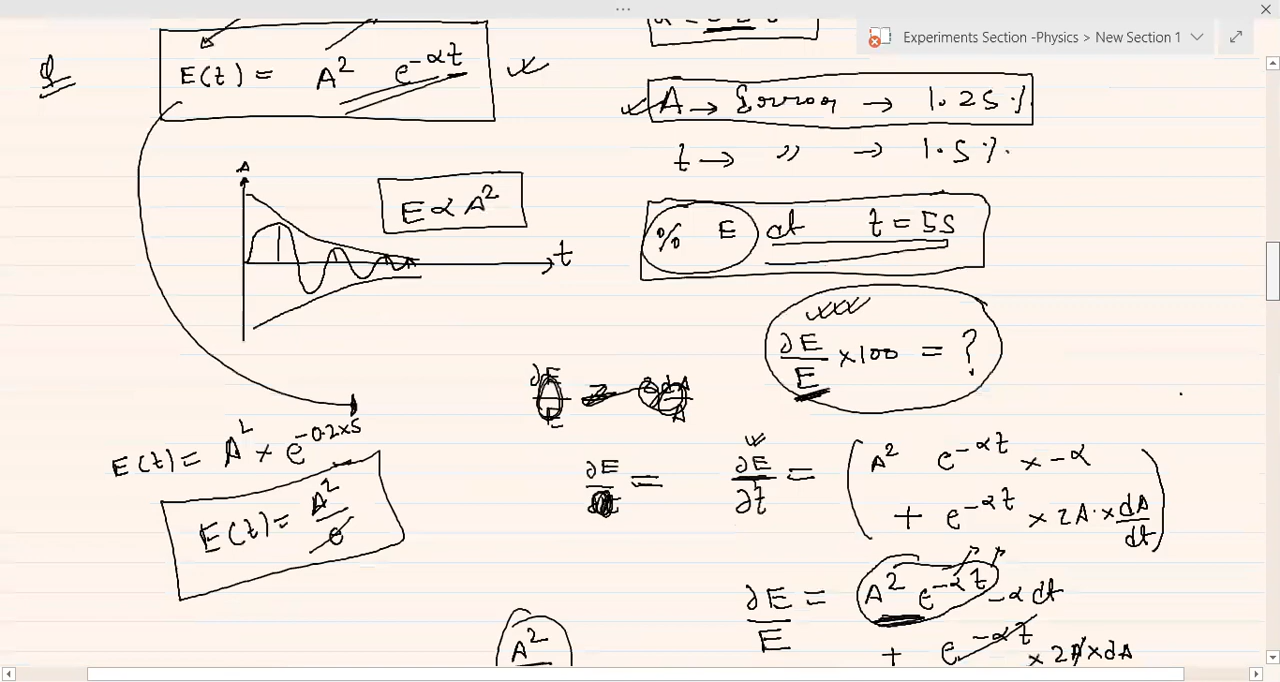 Experiments Section -Physics > New Section 1
Q
E(t) = A² e^-αt
A → Error → 1.25%
t → " → 1.5%.
E ∝ A²
t
% E at t = 5s
∂E/E ×100 = ?
E(t) = A² × e^-0.2×5
E(t) = A²/e
∂E/∂t = (A² e^-αt × -α
+ e^-αt × 2A × dA/dt)
∂E/E = A² e^-αt - α dt
+ e^-αt × 2A × dA
A²